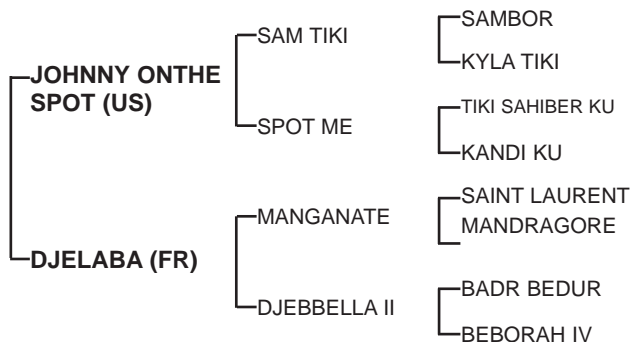 SAMBOR
SAM TIKI
KYLA TIKI
JOHNNY ONTHE
SPOT (US)
TIKI SAHIBER KU
SPOT ME
KANDI KU
SAINT LAURENT
MANGANATE
MANDRAGORE
DJELABA (FR)
BADR BEDUR
DJEBBELLA II
BEBORAH IV